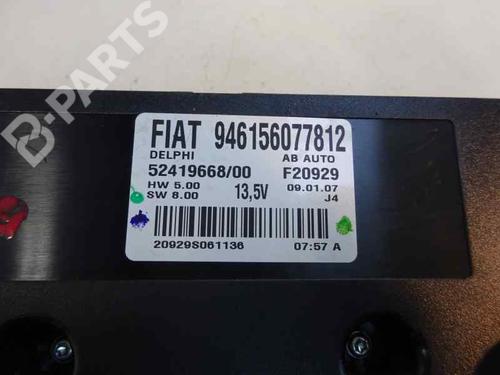 B-PARTS
FIAT 946156077812
DELPHI AB AUTO
52419668/00 F20929
HW 5.00 13,5V 09.01.07
SW 8.00 J4
20929S061136 07:57 A